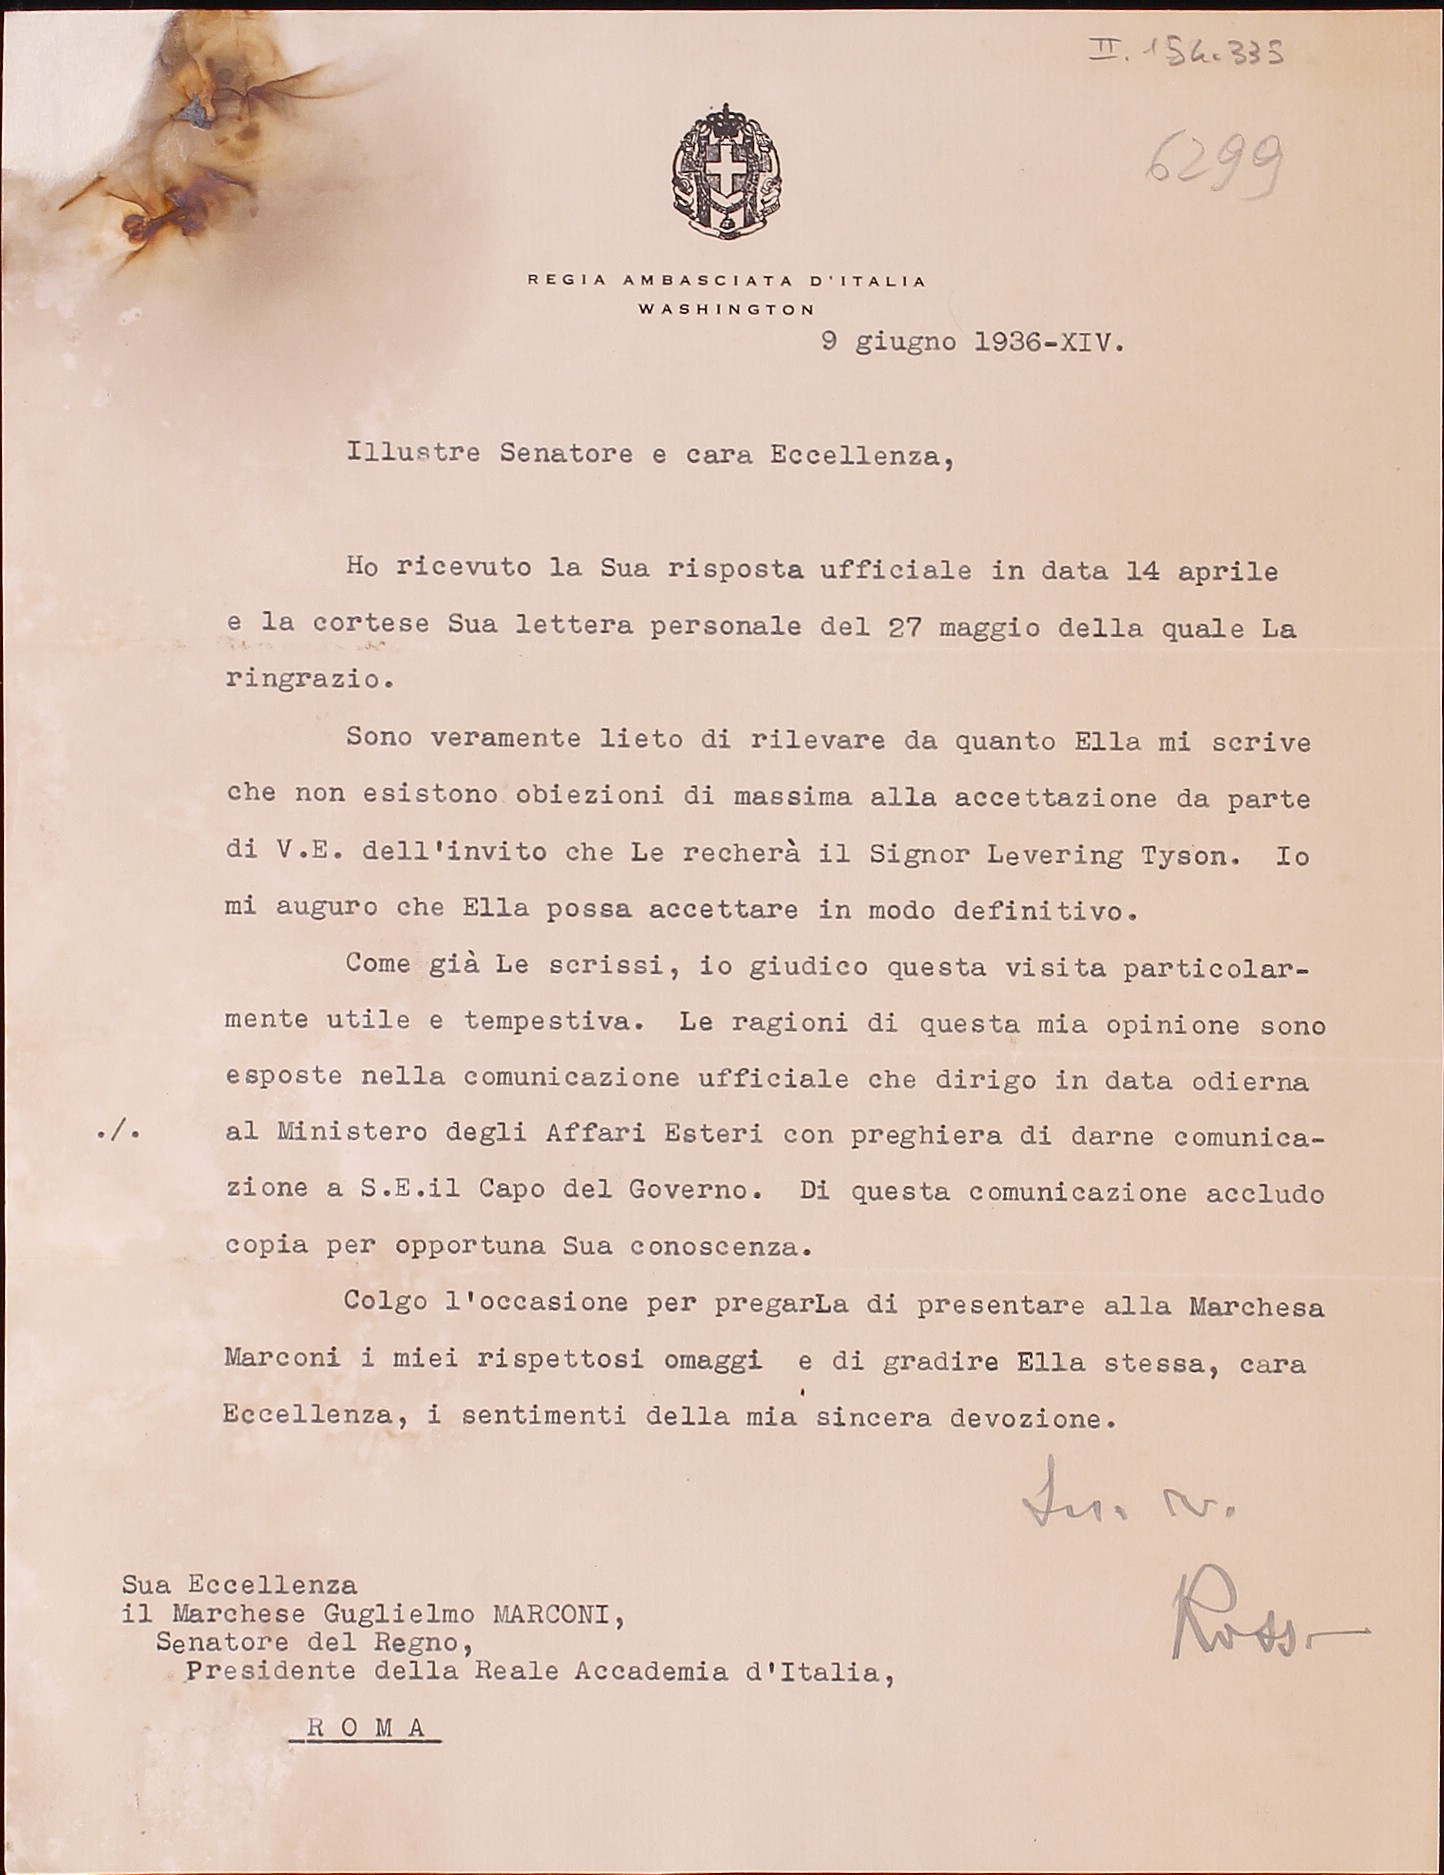 II. 154.335
6299
REGIA AMBASCIATA D'ITALIA
WASHINGTON
9 giugno 1936-XIV.
Illustre Senatore e cara Eccellenza,
Ho ricevuto la Sua risposta ufficiale in data 14 aprile
e la cortese Sua lettera personale del 27 maggio della quale La
ringrazio.
Sono veramente lieto di rilevare da quanto Ella mi scrive
che non esistono obiezioni di massima alla accettazione da parte
di V.E. dell'invito che Le recherà il Signor Levering Tyson. Io
mi auguro che Ella possa accettare in modo definitivo.
Come già Le scrissi, io giudico questa visita particolar-
mente utile e tempestiva. Le ragioni di questa mia opinione sono
esposte nella comunicazione ufficiale che dirigo in data odierna
./. al Ministero degli Affari Esteri con preghiera di darne comunica-
zione a S.E.il Capo del Governo. Di questa comunicazione accludo
copia per opportuna Sua conoscenza.
Colgo l'occasione per pregarLa di presentare alla Marchesa
Marconi i miei rispettosi omaggi e di gradire Ella stessa, cara
Eccellenza, i sentimenti della mia sincera devozione.
Rosso
Sua Eccellenza
il Marchese Guglielmo MARCONI,
Senatore del Regno,
Presidente della Reale Accademia d'Italia,
R O M A